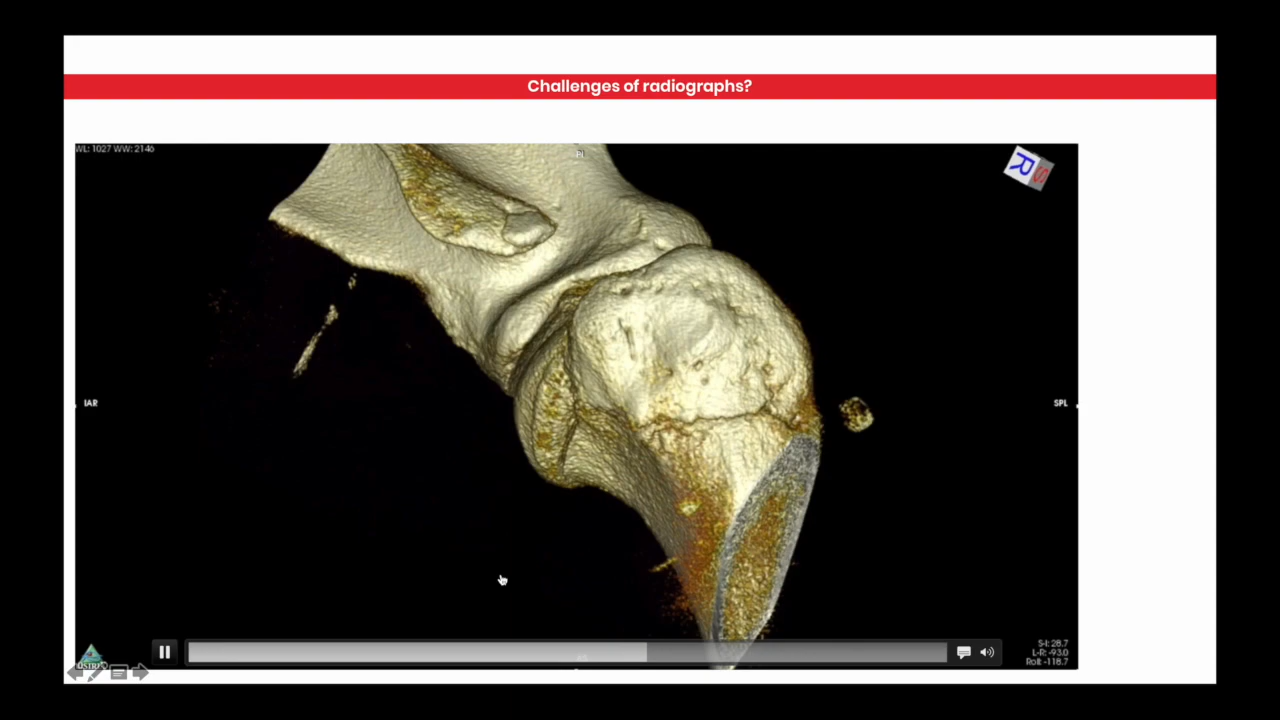 Challenges of radiographs?
WL: 1027 WW: 2146
R
S
IAR
SPL
S-I: 28.7
L-R: -93.0
Roll: -118.7